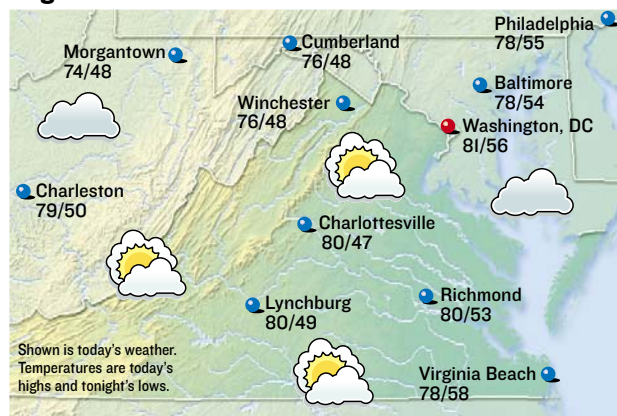 Philadelphia
78/55
Morgantown
74/48
Cumberland
76/48
Baltimore
78/54
Winchester
76/48
Washington, DC
81/56
Charleston
79/50
Charlottesville
80/47
Lynchburg
80/49
Richmond
80/53
Shown is today's weather.
Temperatures are today's
highs and tonight's lows.
Virginia Beach
78/58